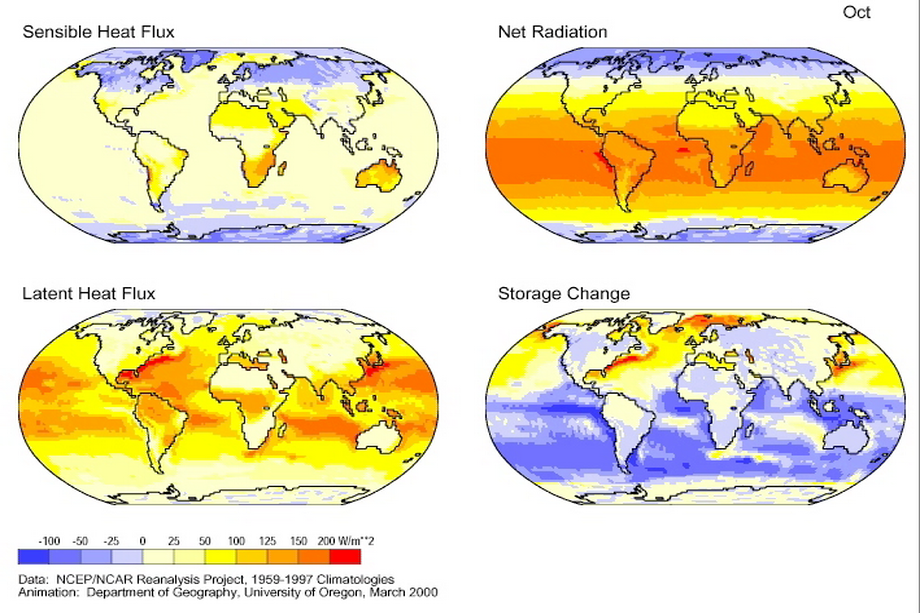 Oct
Sensible Heat Flux
Net Radiation
Latent Heat Flux
Storage Change
-100 -50 -25 0 25 50 100 125 150 200 W/m**2
Data: NCEP/NCAR Reanalysis Project, 1959-1997 Climatologies
Animation: Department of Geography, University of Oregon, March 2000